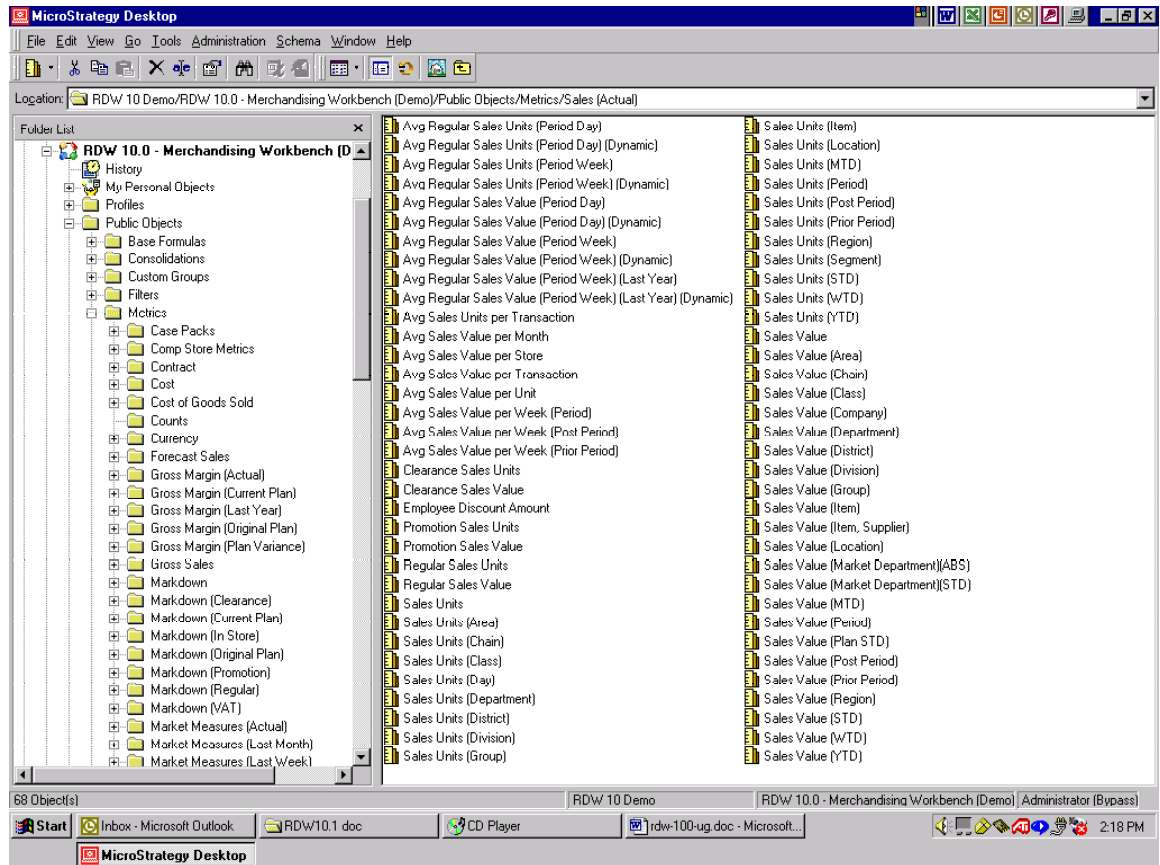 MicroStrategy Desktop
File Edit View Go Tools Administration Schema Window Help
Location: RDW 10 Demo/RDW 10.0 - Merchandising Workbench (Demo)/Public Objects/Metrics/Sales (Actual)
Folder List
RDW 10.0 - Merchandising Workbench (D
History
My Personal Objects
Profiles
Public Objects
Base Formulas
Consolidations
Custom Groups
Filters
Metrics
Case Packs
Comp Store Metrics
Contract
Cost
Cost of Goods Sold
Counts
Currency
Forecast Sales
Gross Margin (Actual)
Gross Margin (Current Plan)
Gross Margin (Last Year)
Gross Margin (Original Plan)
Gross Margin (Plan Variance)
Gross Sales
Markdown
Markdown (Clearance)
Markdown (Current Plan)
Markdown (In Store)
Markdown (Original Plan)
Markdown (Promotion)
Markdown (Regular)
Markdown (VAT)
Market Measures (Actual)
Market Measures (Last Month)
Market Measures (Last Week)
Avg Regular Sales Units (Period Day)
Avg Regular Sales Units (Period Day) (Dynamic)
Avg Regular Sales Units (Period Week)
Avg Regular Sales Units (Period Week) (Dynamic)
Avg Regular Sales Value (Period Day)
Avg Regular Sales Value (Period Day) (Dynamic)
Avg Regular Sales Value (Period Week)
Avg Regular Sales Value (Period Week) (Dynamic)
Avg Regular Sales Value (Period Week) (Last Year)
Avg Regular Sales Value (Period Week) (Last Year) (Dynamic)
Avg Sales Units per Transaction
Avg Sales Value per Month
Avg Sales Value per Store
Avg Sales Value per Transaction
Avg Sales Value per Unit
Avg Sales Value per Week (Period)
Avg Sales Value per Week (Post Period)
Avg Sales Value per Week (Prior Period)
Clearance Sales Units
Clearance Sales Value
Employee Discount Amount
Promotion Sales Units
Promotion Sales Value
Regular Sales Units
Regular Sales Value
Sales Units
Sales Units (Area)
Sales Units (Chain)
Sales Units (Class)
Sales Units (Day)
Sales Units (Department)
Sales Units (District)
Sales Units (Division)
Sales Units (Group)
Sales Units (Item)
Sales Units (Location)
Sales Units (MTD)
Sales Units (Period)
Sales Units (Post Period)
Sales Units (Prior Period)
Sales Units (Region)
Sales Units (Segment)
Sales Units (STD)
Sales Units (WTD)
Sales Units (YTD)
Sales Value
Sales Value (Area)
Sales Value (Chain)
Sales Value (Class)
Sales Value (Company)
Sales Value (Department)
Sales Value (District)
Sales Value (Division)
Sales Value (Group)
Sales Value (Item)
Sales Value (Item, Supplier)
Sales Value (Location)
Sales Value (Market Department)(ABS)
Sales Value (Market Department)(STD)
Sales Value (MTD)
Sales Value (Period)
Sales Value (Plan STD)
Sales Value (Post Period)
Sales Value (Prior Period)
Sales Value (Region)
Sales Value (STD)
Sales Value (WTD)
Sales Value (YTD)
68 Object(s) RDW 10 Demo RDW 10.0 - Merchandising Workbench (Demo) Administrator (Bypass)
Start Inbox - Microsoft Outlook RDW10.1 doc CD Player rdw-100-ug.doc - Microsoft... 2:18 PM
MicroStrategy Desktop